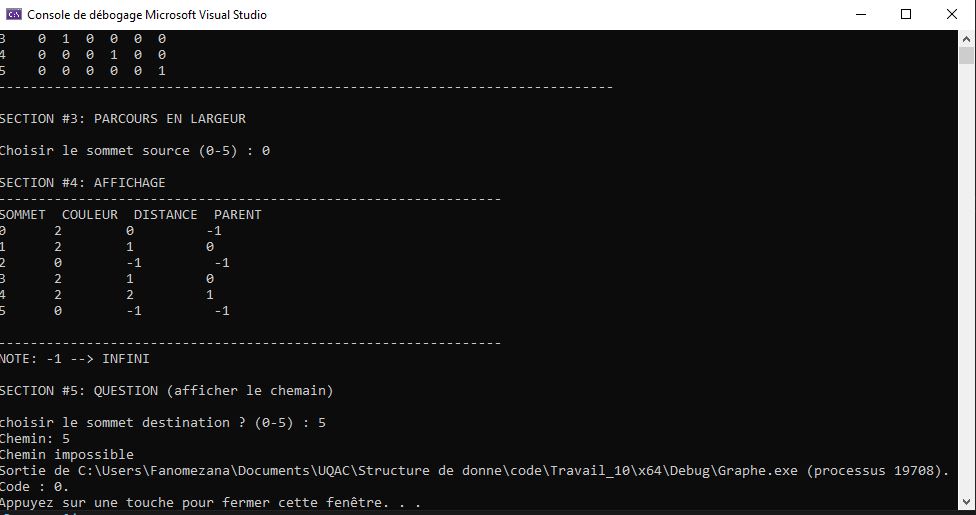 Console de débogage Microsoft Visual Studio
3 0 1 0 0 0 0
4 0 0 0 1 0 0
5 0 0 0 0 0 1
-----------------------------------------------------------------------------
SECTION #3: PARCOURS EN LARGEUR
Choisir le sommet source (0-5) : 0
SECTION #4: AFFICHAGE
---------------------------------------------------------------
SOMMET COULEUR DISTANCE PARENT
0 2 0 -1
1 2 1 0
2 0 -1 -1
3 2 1 0
4 2 2 1
5 0 -1 -1
---------------------------------------------------------------
NOTE: -1 --> INFINI
SECTION #5: QUESTION (afficher le chemain)
choisir le sommet destination ? (0-5) : 5
Chemin: 5
Chemin impossible
Sortie de C:\Users\Fanomezana\Documents\UQAC\Structure de donne\code\Travail_10\x64\Debug\Graphe.exe (processus 19708).
Code : 0.
Appuyez sur une touche pour fermer cette fenêtre. . .